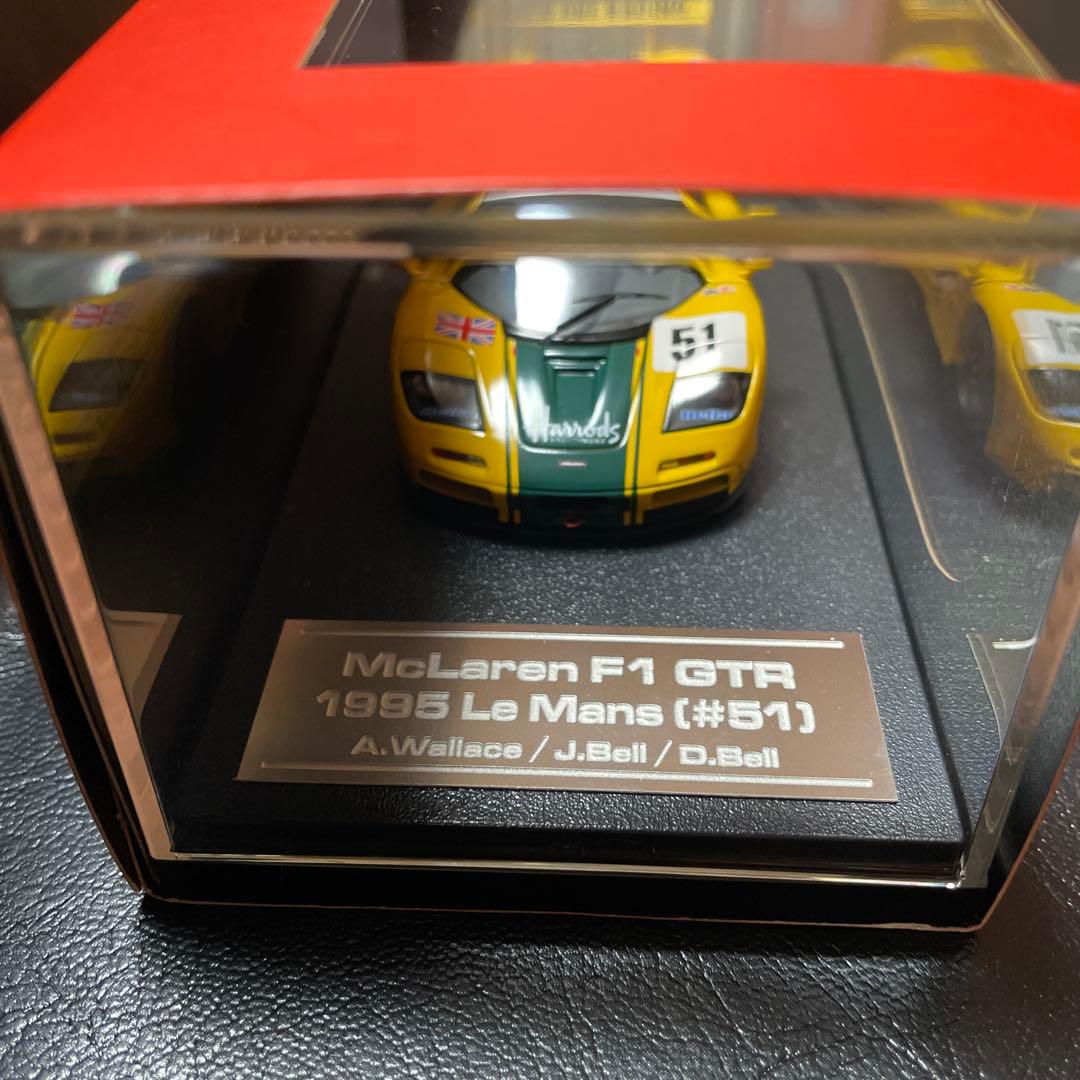 51
Harrods
McLaren F1 GTR
1995 Le Mans (#51)
A.Wallace / J.Bell / D.Bell